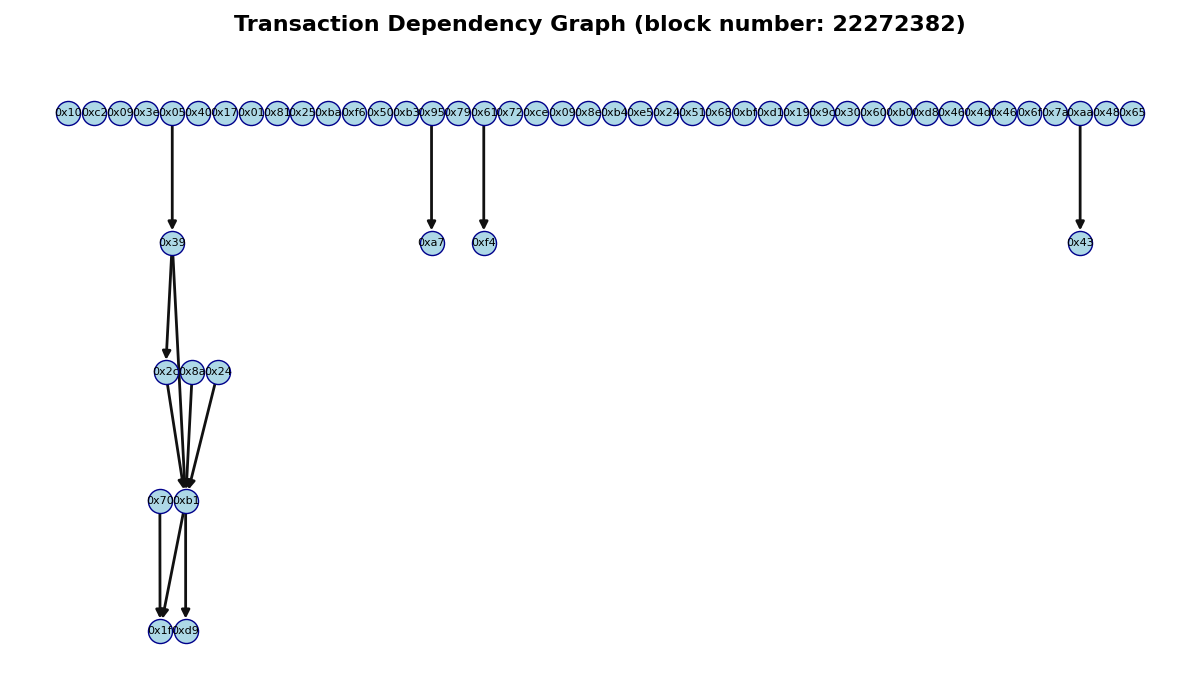 Transaction Dependency Graph (block number: 22272382)
0x10 0xc2 0x09 0x3e 0x05 0x40 0x17 0x01 0x81 0x25 0xba 0xf6 0x50 0xb3 0x95 0x79 0x61 0x72 0xce 0x09 0x8e 0xb4 0xe5 0x24 0x51 0x68 0xbf 0xd1 0x19 0x9c 0x30 0x60 0xb0 0xd8 0x46 0x4d 0x46 0x6f 0x7a 0xaa 0x48 0x65
0x39 0xa7 0xf4 0x43
0x2c 0x8a 0x24
0x70 0xb1
0x1f 0xd9